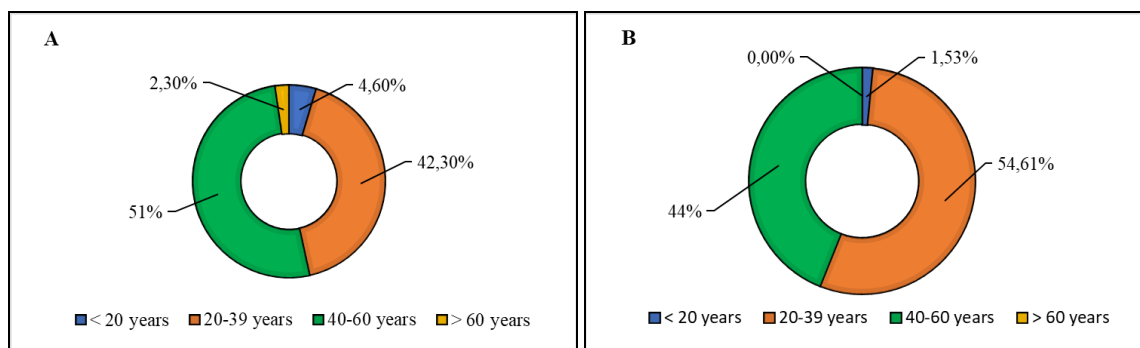 A
2,30%
4,60%
42,30%
51%
< 20 years 20-39 years 40-60 years > 60 years
B
0,00%
1,53%
54,61%
44%
< 20 years 20-39 years 40-60 years > 60 years